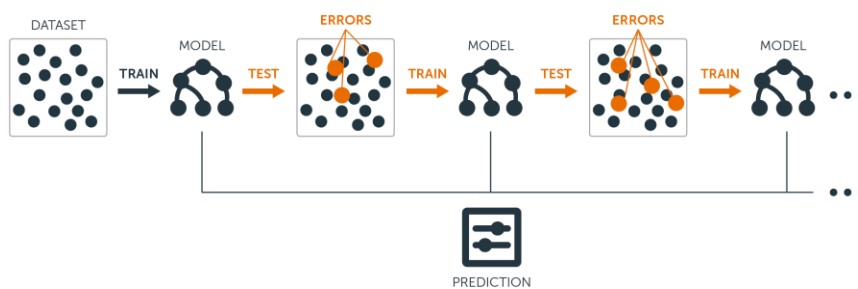 DATASET
MODEL
TRAIN
TEST
ERRORS
TRAIN
MODEL
TEST
ERRORS
TRAIN
MODEL
PREDICTION